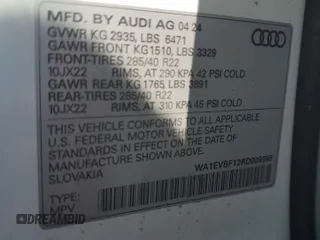 MFD. BY AUDI AG 04 24
GVWR KG 2935, LBS 6471
GAWR FRONT KG1510, LBS 3329
FRONT-TIRES 285/40 R22
10JX22 RIMS, AT 290 KPA 42 PSI COLD
GAWR REAR KG 1765, LBS 3891
REAR-TIRES 285/40 R22
10JX22 RIMS, AT 310 KPA 45 PSI COLD
THIS VEHICLE CONFORMS TO ALL APPLICABLE
U.S. FEDERAL MOTOR VEHICLE SAFETY STANDARDS
IN EFFECT ON THE DATE OF MANUFACTURE
SLOVAKIA
TYPE:
MPV
DREAMBID